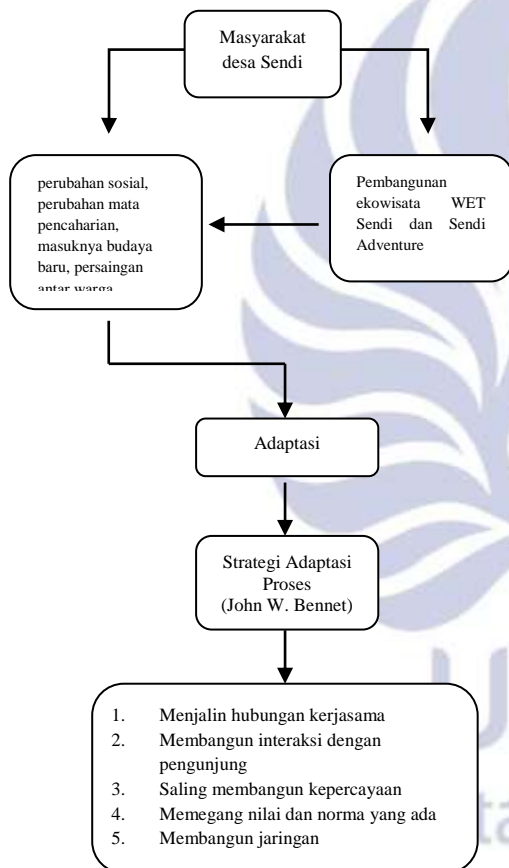 Masyarakat
desa Sendi
perubahan sosial,
perubahan mata
pencaharian,
masuknya budaya
baru, persaingan
antar warga
Pembangunan
ekowisata WET
Sendi dan Sendi
Adventure
Adaptasi
Strategi Adaptasi
Proses
(John W. Bennet)
1. Menjalin hubungan kerjasama
2. Membangun interaksi dengan
pengunjung
3. Saling membangun kepercayaan
4. Memegang nilai dan norma yang ada
5. Membangun jaringan